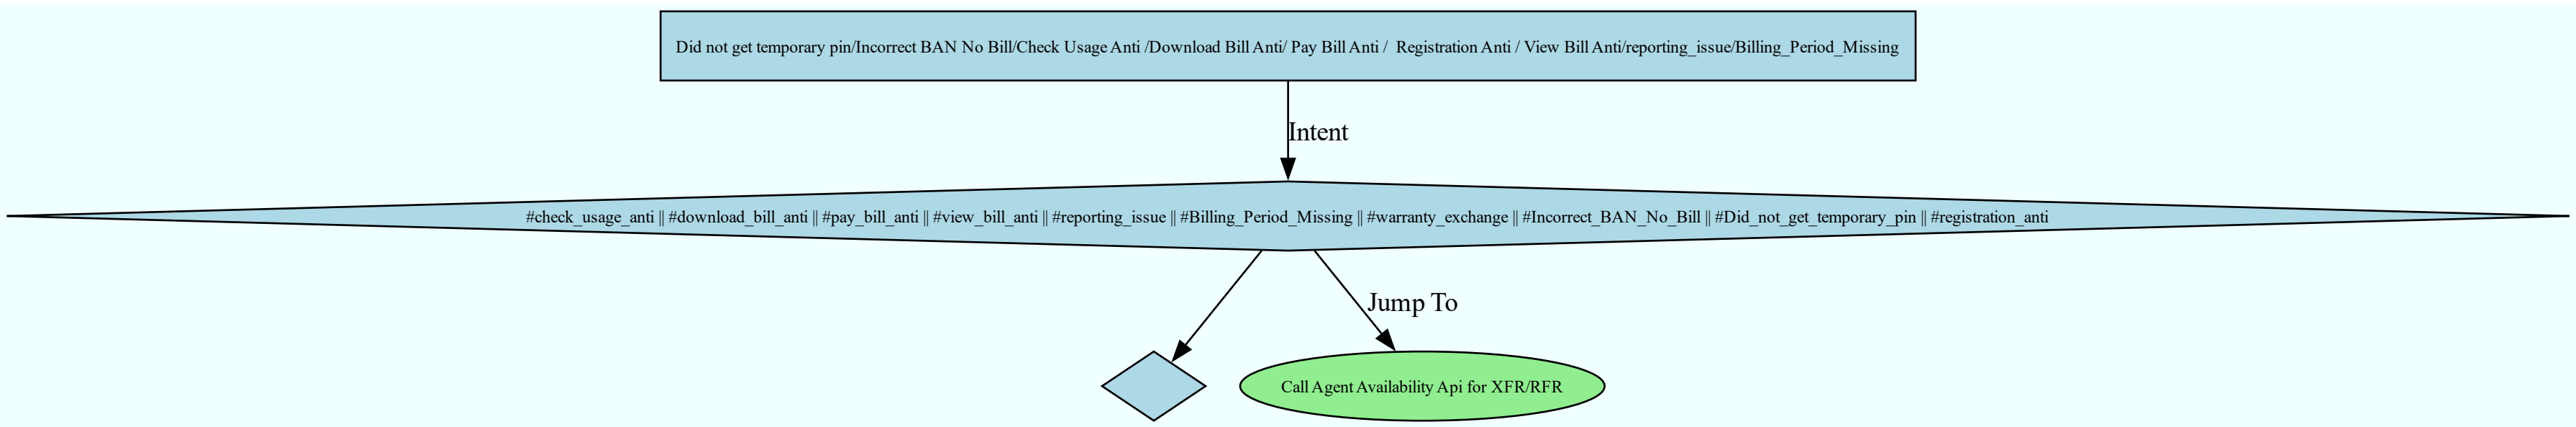 Did not get temporary pin/Incorrect BAN No Bill/Check Usage Anti /Download Bill Anti/ Pay Bill Anti /  Registration Anti / View Bill Anti/reporting_issue/Billing_Period_Missing
Intent
#check_usage_anti || #download_bill_anti || #pay_bill_anti || #view_bill_anti || #reporting_issue || #Billing_Period_Missing || #warranty_exchange || #Incorrect_BAN_No_Bill || #Did_not_get_temporary_pin || #registration_anti
Jump To
Call Agent Availability Api for XFR/RFR